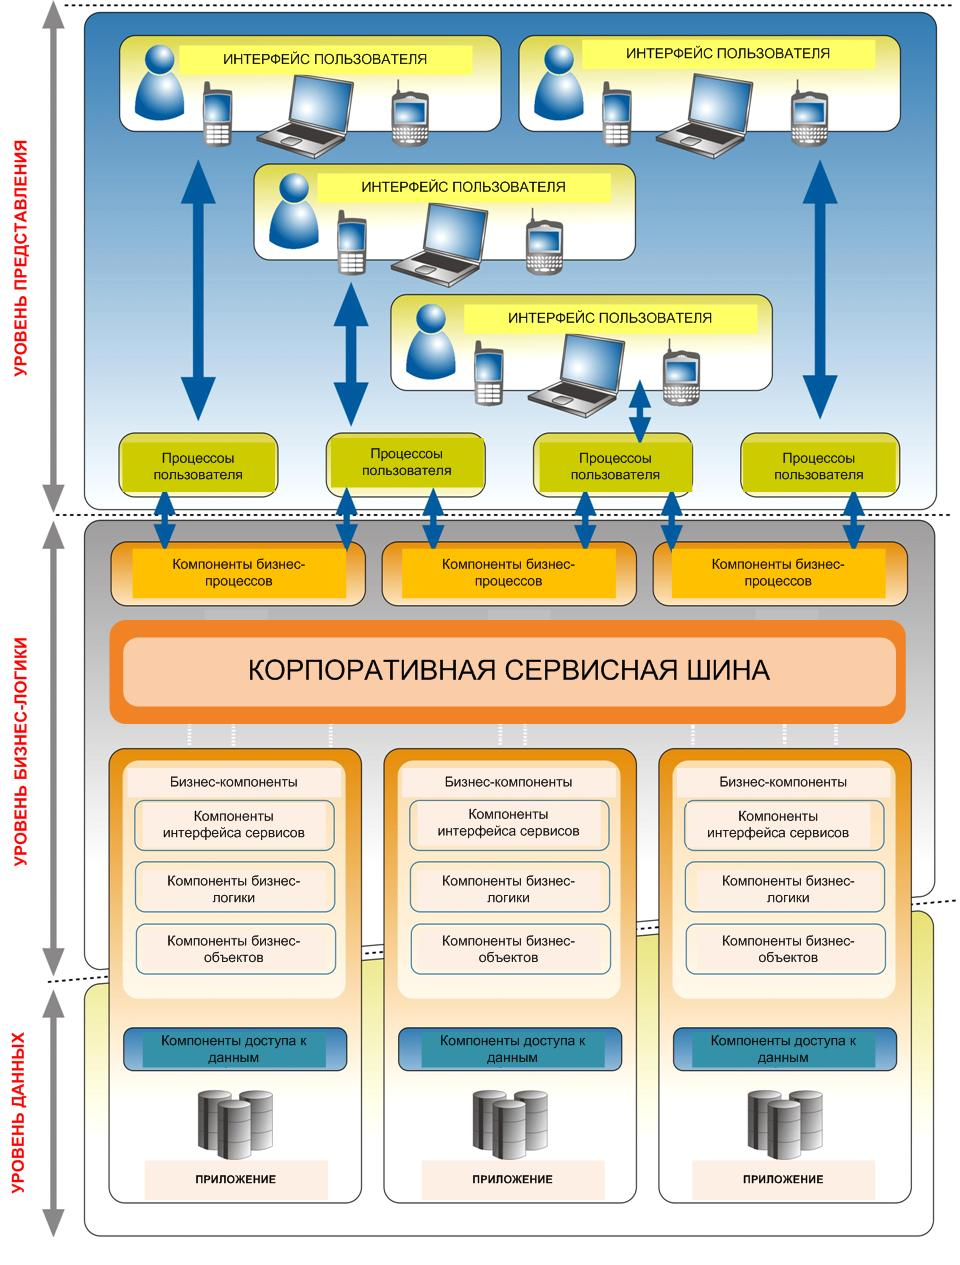 УРОВЕНЬ ПРЕДСТАВЛЕНИЯ
ИНТЕРФЕЙС ПОЛЬЗОВАТЕЛЯ
ИНТЕРФЕЙС ПОЛЬЗОВАТЕЛЯ
ИНТЕРФЕЙС ПОЛЬЗОВАТЕЛЯ
ИНТЕРФЕЙС ПОЛЬЗОВАТЕЛЯ
Процессоы
пользователя
Процессоы
пользователя
Процессоы
пользователя
Процессоы
пользователя
УРОВЕНЬ БИЗНЕС-ЛОГИКИ
Компоненты бизнес-
процессов
Компоненты бизнес-
процессов
Компоненты бизнес-
процессов
КОРПОРАТИВНАЯ СЕРВИСНАЯ ШИНА
Бизнес-компоненты
Компоненты
интерфейса сервисов
Компоненты бизнес-
логики
Компоненты бизнес-
объектов
Бизнес-компоненты
Компоненты
интерфейса сервисов
Компоненты бизнес-
логики
Компоненты бизнес-
объектов
Бизнес-компоненты
Компоненты
интерфейса сервисов
Компоненты бизнес-
логики
Компоненты бизнес-
объектов
УРОВЕНЬ ДАННЫХ
Компоненты доступа к
данным
ПРИЛОЖЕНИЕ
Компоненты доступа к
данным
ПРИЛОЖЕНИЕ
Компоненты доступа к
данным
ПРИЛОЖЕНИЕ